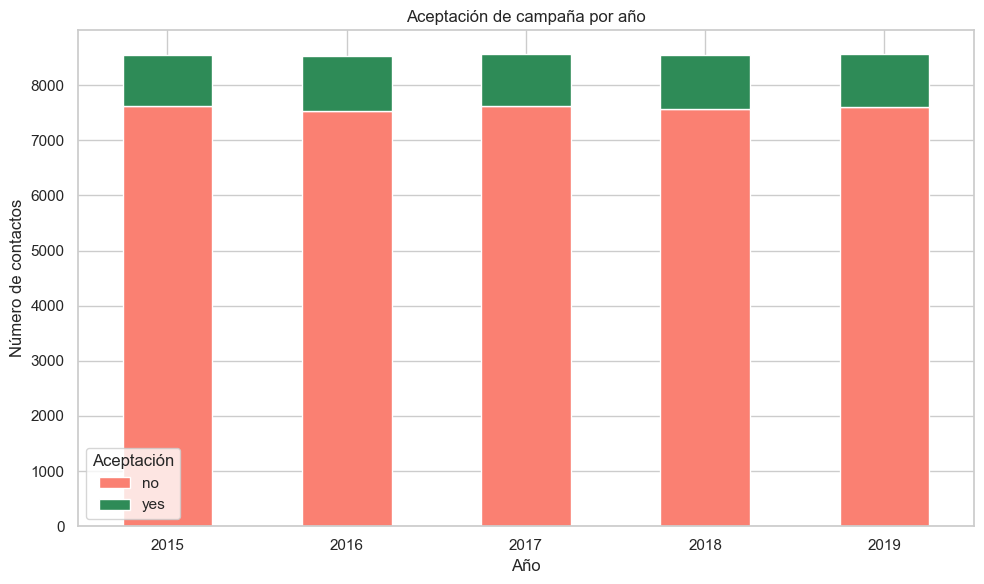 Aceptación de campaña por año
Número de contactos
8000
7000
6000
5000
4000
3000
2000
1000
0
Aceptación
no
yes
2015
2016
2017
2018
2019
Año